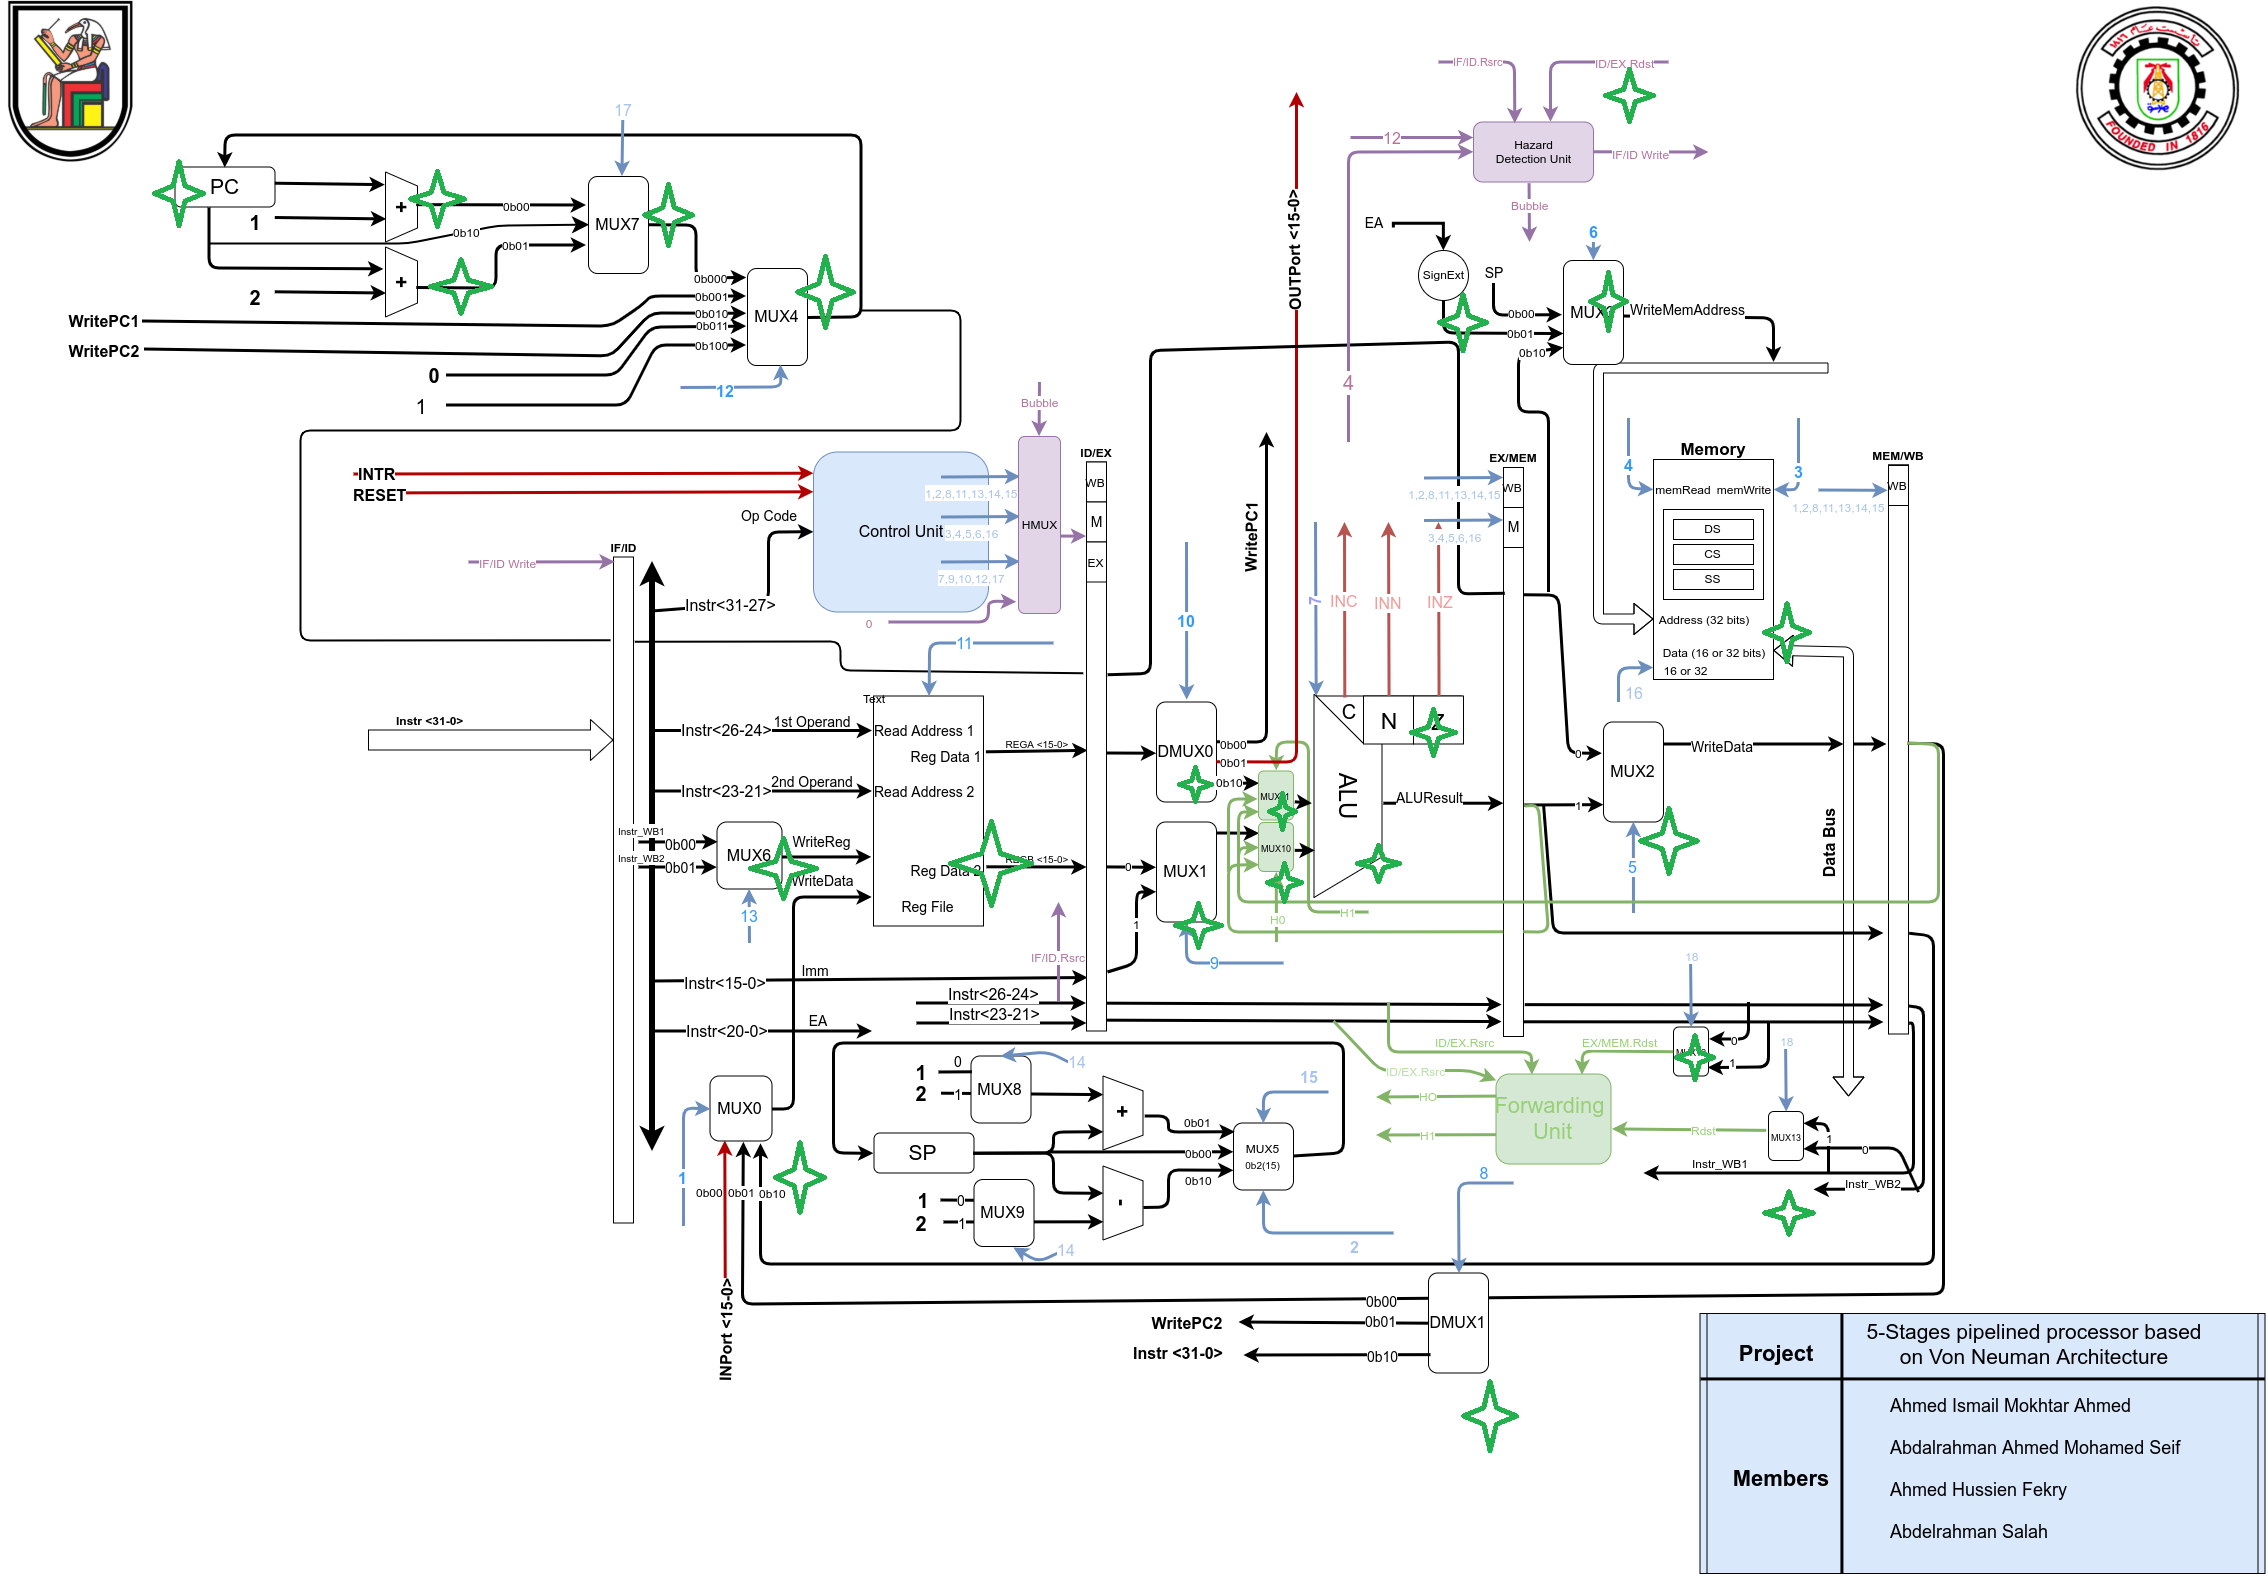 17
PC
1
2
+
+
0b00
0b10
0b01
MUX7
0b000
0b001
0b010
0b011
0b100
MUX4
WritePC1
WritePC2
0
1
12
IF/ID.Rsrc
ID/EX.Rdst
12
Hazard
Detection Unit
IF/ID Write
Bubble
4
EA
SignExt
SP
6
0b00
0b01
0b10
WriteMemAddress
OUTPort <15-0>
FOUNDED IN 1816
INTR
RESET
Op Code
Control Unit
1,2,8,11,13,14,15
3,4,5,6,16
7,9,10,12,17
0
Bubble
HMUX
ID/EX
WB
M
EX
IF/ID Write
IF/ID
Instr<31-27>
11
Instr <31-0>
Text
Instr<26-24>
1st Operand
Read Address 1
Reg Data 1
REGA <15-0>
Instr<23-21>
2nd Operand
Read Address 2
Instr_WB1
0b00
Instr_WB2
0b01
MUX6
13
WriteReg
WriteData
Reg Data 2
Reg File
IF/ID.Rsrc
Instr<15-0>
Imm
Instr<20-0>
EA
Instr<26-24>
Instr<23-21>
WritePC1
10
DMUX0
0b00
0b01
0b10
MUX1
0
1
9
MUX10
H0
H1
7
INC
INN
INZ
C
N
Z
ALU
ALUResult
EX/MEM
1,2,8,11,13,14,15
3,4,5,6,16
WB
M
Memory
4
3
memRead
memWrite
DS
CS
SS
Address (32 bits)
Data (16 or 32 bits)
16 or 32
16
MEM/WB
WB
1,2,8,11,13,14,15
0
1
MUX2
5
WriteData
Data Bus
18
0
1
18
MUX13
1
0
ID/EX.Rsrc
ID/EX.Rsrc
EX/MEM.Rdst
Forwarding
Unit
HO
H1
Rdst
Instr_WB1
Instr_WB2
MUX0
1
0b00
0b01
0b10
INPort <15-0>
1
2
0
1
MUX8
14
+
SP
1
2
0
1
MUX9
14
-
0b01
0b00
0b10
MUX5
0b2(15)
15
2
8
DMUX1
0b00
0b01
0b10
WritePC2
Instr <31-0>
Project
5-Stages pipelined processor based
on Von Neuman Architecture
Members
Ahmed Ismail Mokhtar Ahmed
Abdalrahman Ahmed Mohamed Seif
Ahmed Hussien Fekry
Abdelrahman Salah